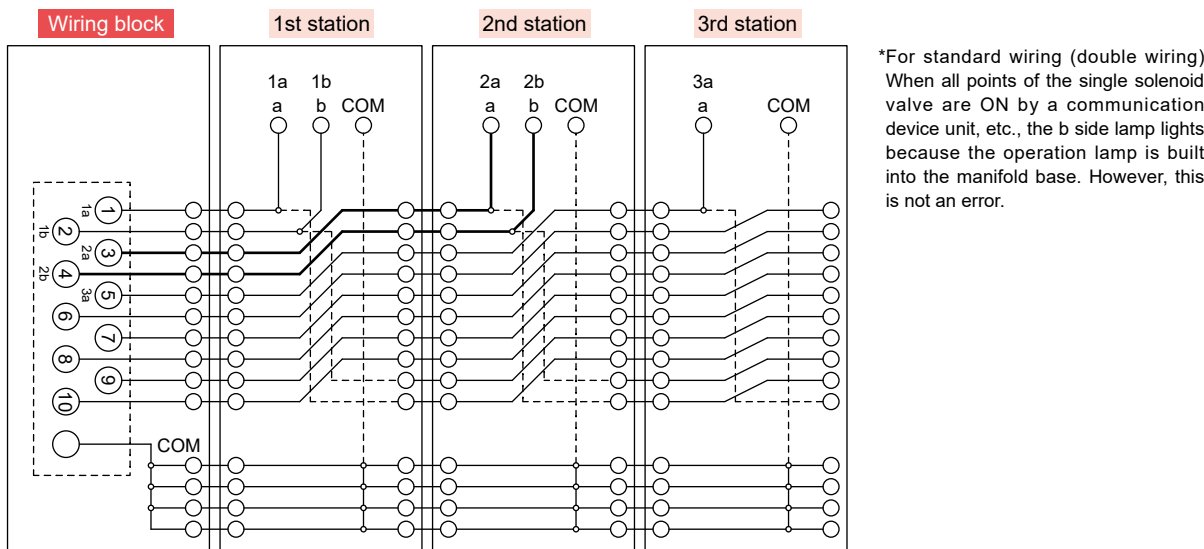 Wiring block
1st station
2nd station
3rd station
1a 1b
a b COM
2a 2b
a b COM
3a
a COM
1a 1
1b 2
2a 3
2b 4
3a 5
6
7
8
9
10
COM
*For standard wiring (double wiring)
When all points of the single solenoid
valve are ON by a communication
device unit, etc., the b side lamp lights
because the operation lamp is built
into the manifold base. However, this
is not an error.